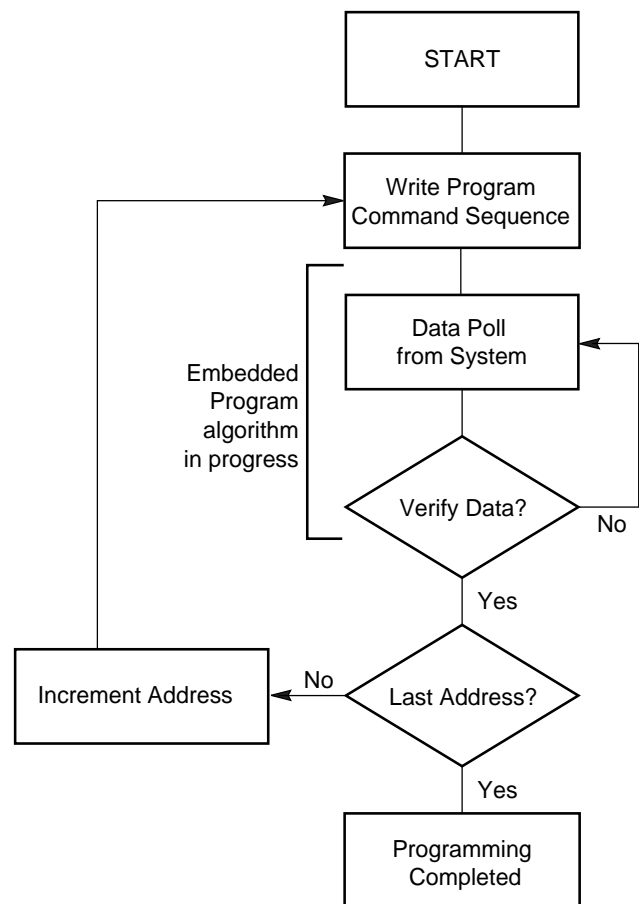 START
Write Program
Command Sequence
Data Poll
from System
Embedded
Program
algorithm
in progress
Verify Data?
No
Yes
Increment Address
No
Last Address?
Yes
Programming
Completed